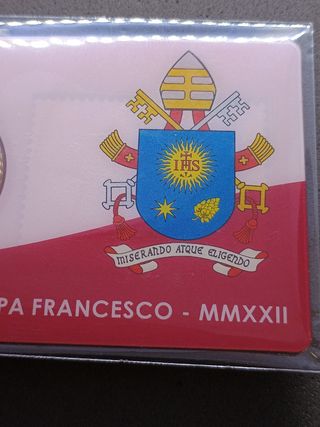 IHS
MISERANDO ATQUE ELIGENDO
PA FRANCESCO - MMXXII